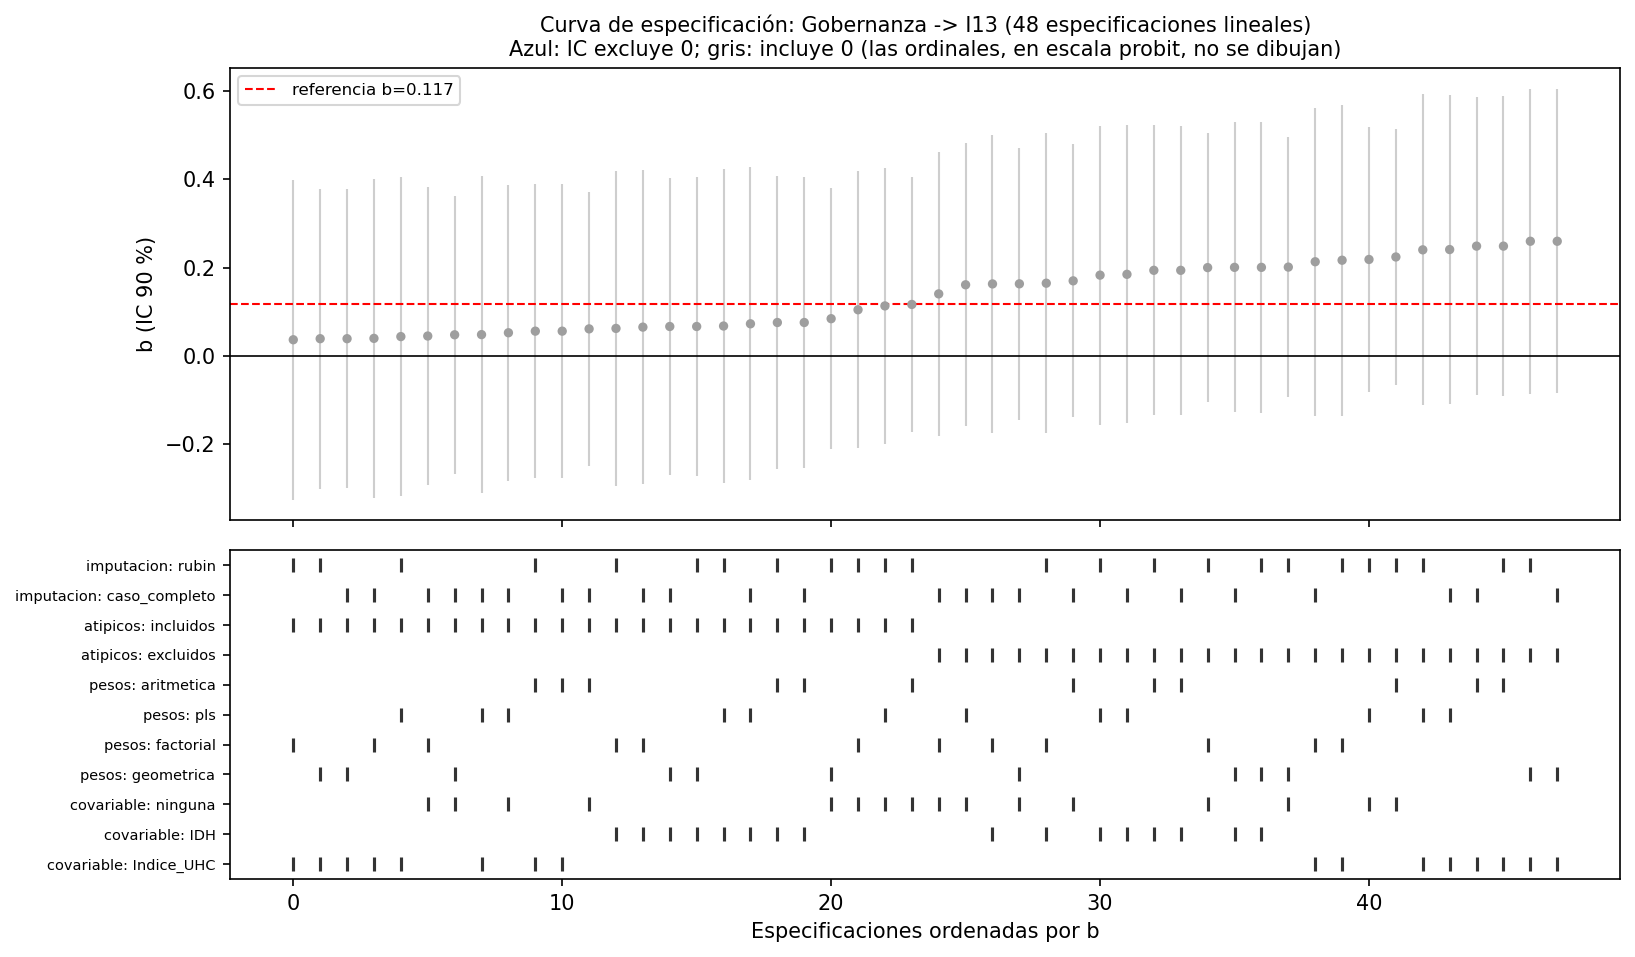 Curva de especificación: Gobernanza -> I13 (48 especificaciones lineales)
Azul: IC excluye 0; gris: incluye 0 (las ordinales, en escala probit, no se dibujan)
referencia b=0.117
b (IC 90 %)
0.6
0.4
0.2
0.0
−0.2
imputacion: rubin
imputacion: caso_completo
atipicos: incluidos
atipicos: excluidos
pesos: aritmetica
pesos: pls
pesos: factorial
pesos: geometrica
covariable: ninguna
covariable: IDH
covariable: Indice_UHC
0 10 20 30 40
Especificaciones ordenadas por b